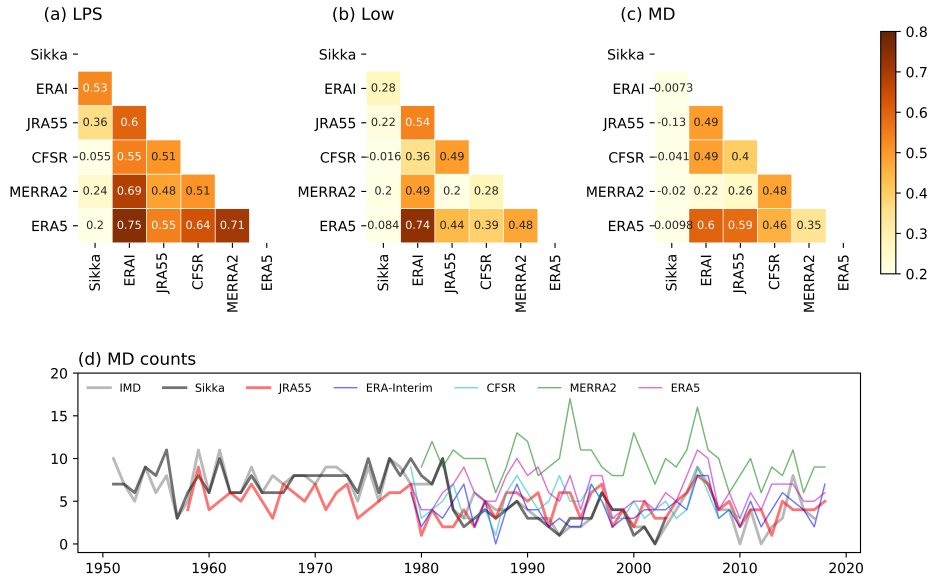 (a) LPS
(b) Low
(c) MD
Sikka
ERAI
JRA55
CFSR
MERRA2
ERA5
0.53
0.36 0.6
-0.055 0.55 0.51
0.24 0.69 0.48 0.51
0.2 0.75 0.55 0.64 0.71
Sikka
ERAI
JRA55
CFSR
MERRA2
ERA5
Sikka
ERAI
JRA55
CFSR
MERRA2
ERA5
0.28
0.22 0.54
-0.016 0.36 0.49
0.2 0.49 0.2 0.28
-0.084 0.74 0.44 0.39 0.48
Sikka
ERAI
JRA55
CFSR
MERRA2
ERA5
Sikka
ERAI
JRA55
CFSR
MERRA2
ERA5
-0.0073
-0.13 0.49
-0.041 0.49 0.4
-0.02 0.22 0.26 0.48
-0.0098 0.6 0.59 0.46 0.35
Sikka
ERAI
JRA55
CFSR
MERRA2
ERA5
0.8
0.7
0.6
0.5
0.4
0.3
0.2
(d) MD counts
IMD Sikka JRA55 ERA-Interim CFSR MERRA2 ERA5
20
15
10
5
0
1950 1960 1970 1980 1990 2000 2010 2020